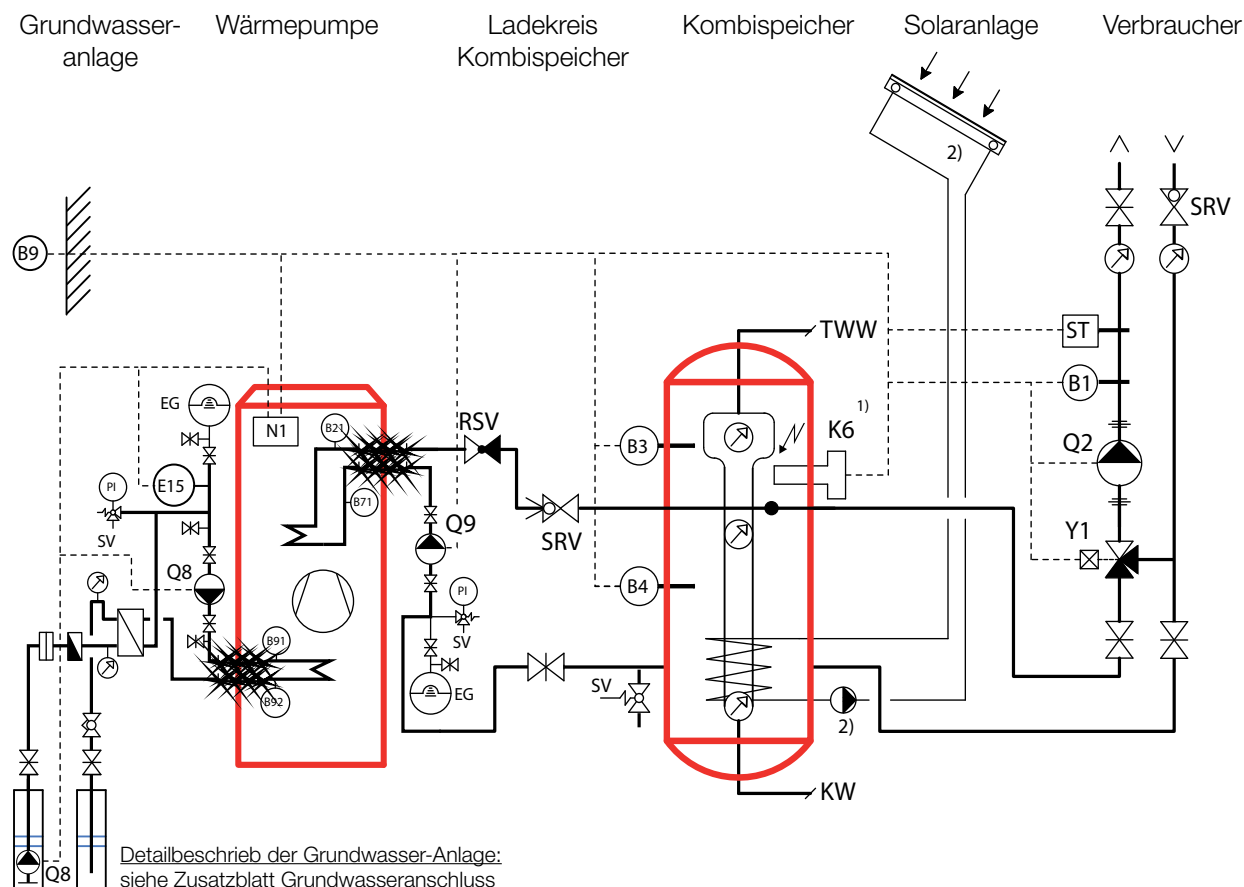 Grundwasser-
anlage
Wärmepumpe
Ladekreis
Kombispeicher
Kombispeicher
Solaranlage
Verbraucher
2)
SRV
B9
TWW
ST
B1
EG
N1
B21
RSV
B3
K6 1)
Q2
PI
E15
B71
SV
Q9
SRV
Y1
Q8
B4
PI
SV
B91
B92
EG
SV
2)
KW
Q8
Detailbeschrieb der Grundwasser-Anlage:
siehe Zusatzblatt Grundwasseranschluss